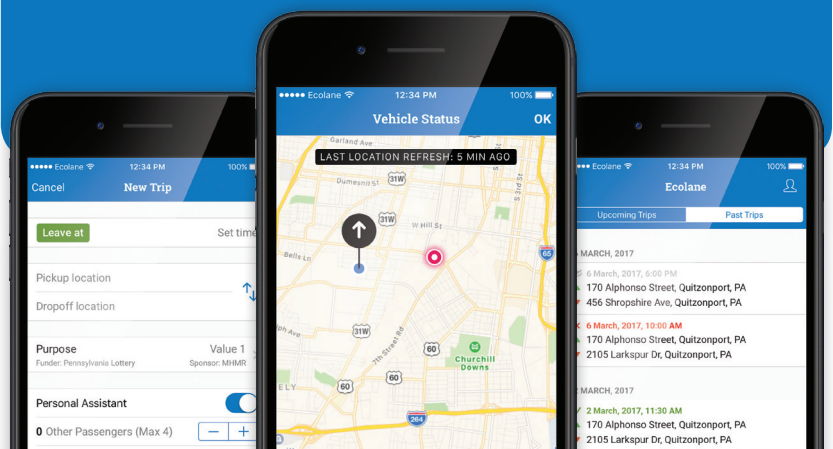 Ecolane 12:34 PM 100%
Cancel New Trip
Leave at Set time
Pickup location
Dropoff location
Purpose Value 1
Funder: Pennsylvania Lottery Sponsor: MHMR
Personal Assistant
0 Other Passengers (Max 4)
Ecolane 12:34 PM 100%
Vehicle Status OK
LAST LOCATION REFRESH: 5 MIN AGO
Garland Ave
Dumesnil St
31W
S 3rd St
31W
W Hill St
Bells Ln
65
31W
7th Street Rd
60
Churchill
Downs
60
60
264
Ecolane 12:34 PM 100%
Ecolane
Upcoming Trips Past Trips
MARCH, 2017
6 March, 2017, 6:00 PM
170 Alphonso Street, Quitzonport, PA
456 Shropshire Ave, Quitzonport, PA
6 March, 2017, 10:00 AM
170 Alphonso Street, Quitzonport, PA
2105 Larkspur Dr, Quitzonport, PA
MARCH, 2017
2 March, 2017, 11:30 AM
170 Alphonso Street, Quitzonport, PA
2105 Larkspur Dr, Quitzonport, PA